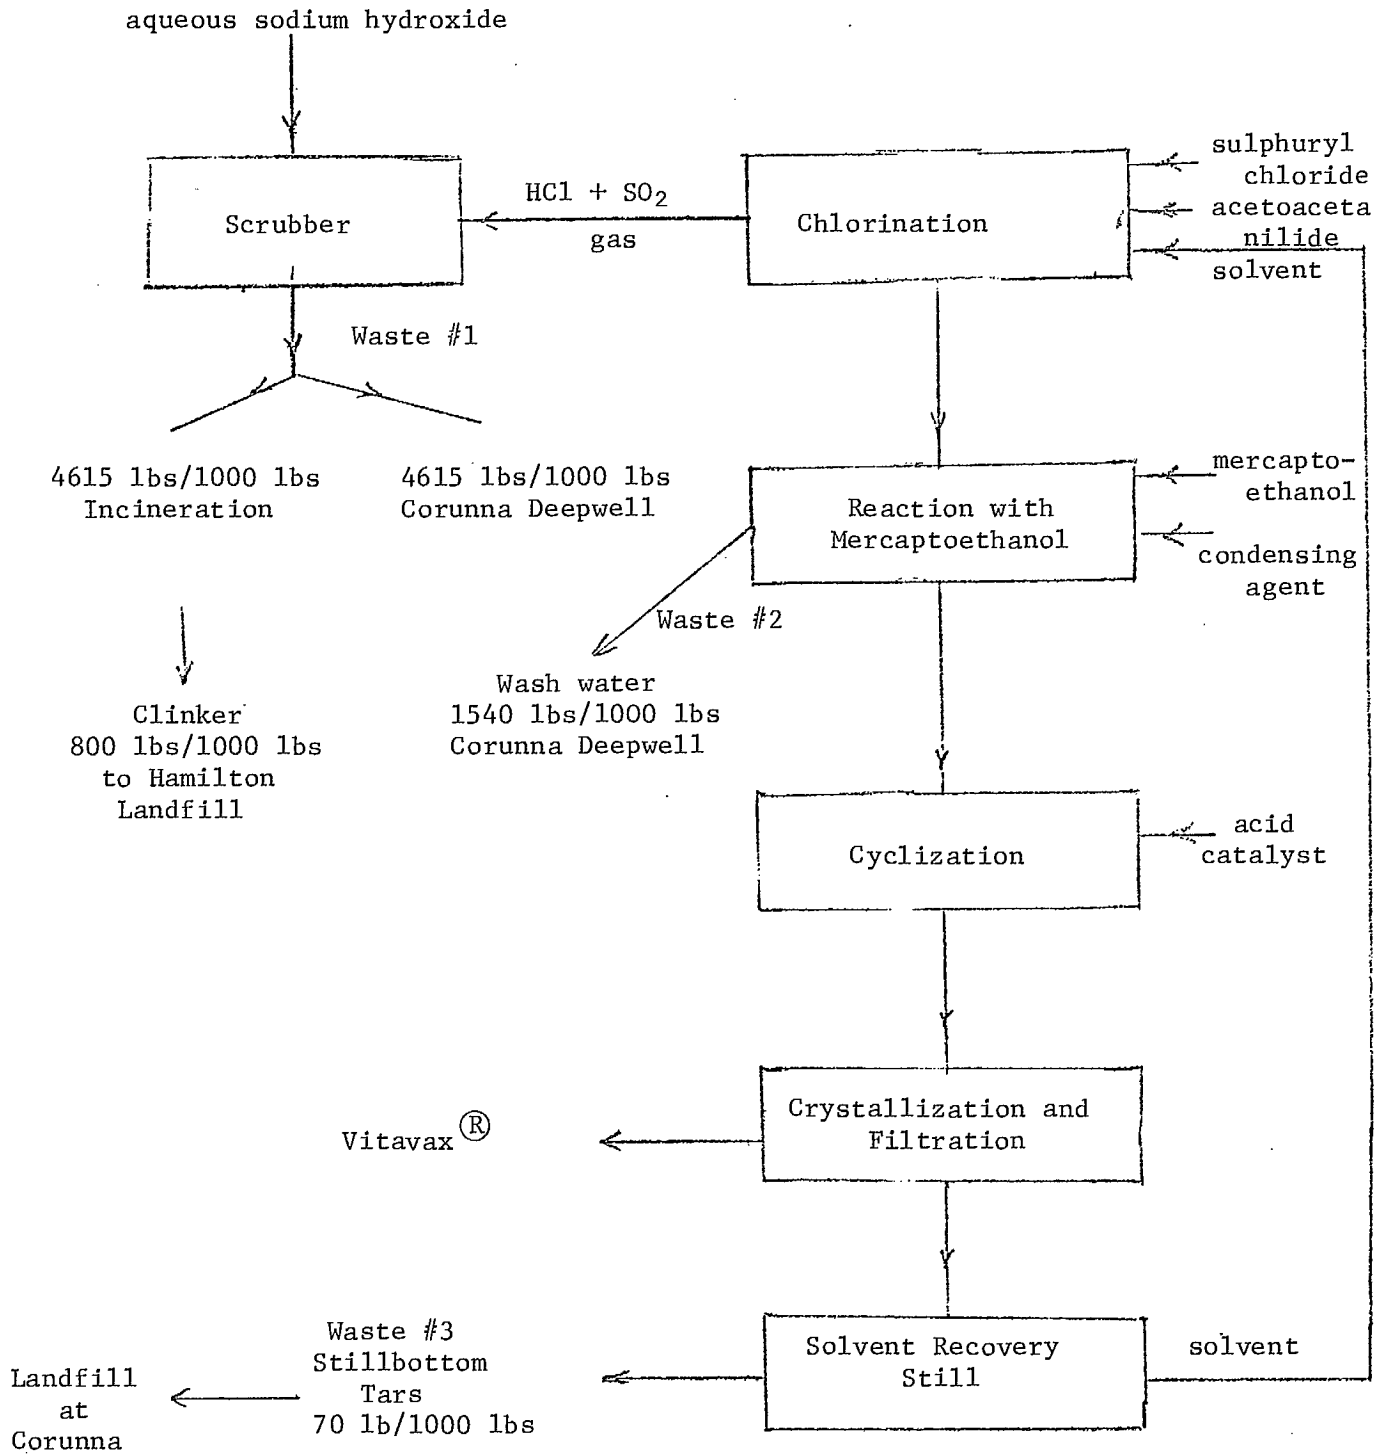 aqueous sodium hydroxide
Scrubber
HCl + SO2
gas
Chlorination
sulphuryl
chloride
acetoaceta
nilide
solvent
Waste #1
4615 lbs/1000 lbs
Incineration
4615 lbs/1000 lbs
Corunna Deepwell
Reaction with
Mercaptoethanol
mercapto-
ethanol
condensing
agent
Waste #2
Wash water
1540 lbs/1000 lbs
Corunna Deepwell
Clinker
800 lbs/1000 lbs
to Hamilton
Landfill
Cyclization
acid
catalyst
Crystallization and
Filtration
Vitavax®
Solvent Recovery
Still
solvent
Waste #3
Stillbottom
Tars
70 lb/1000 lbs
Landfill
at
Corunna